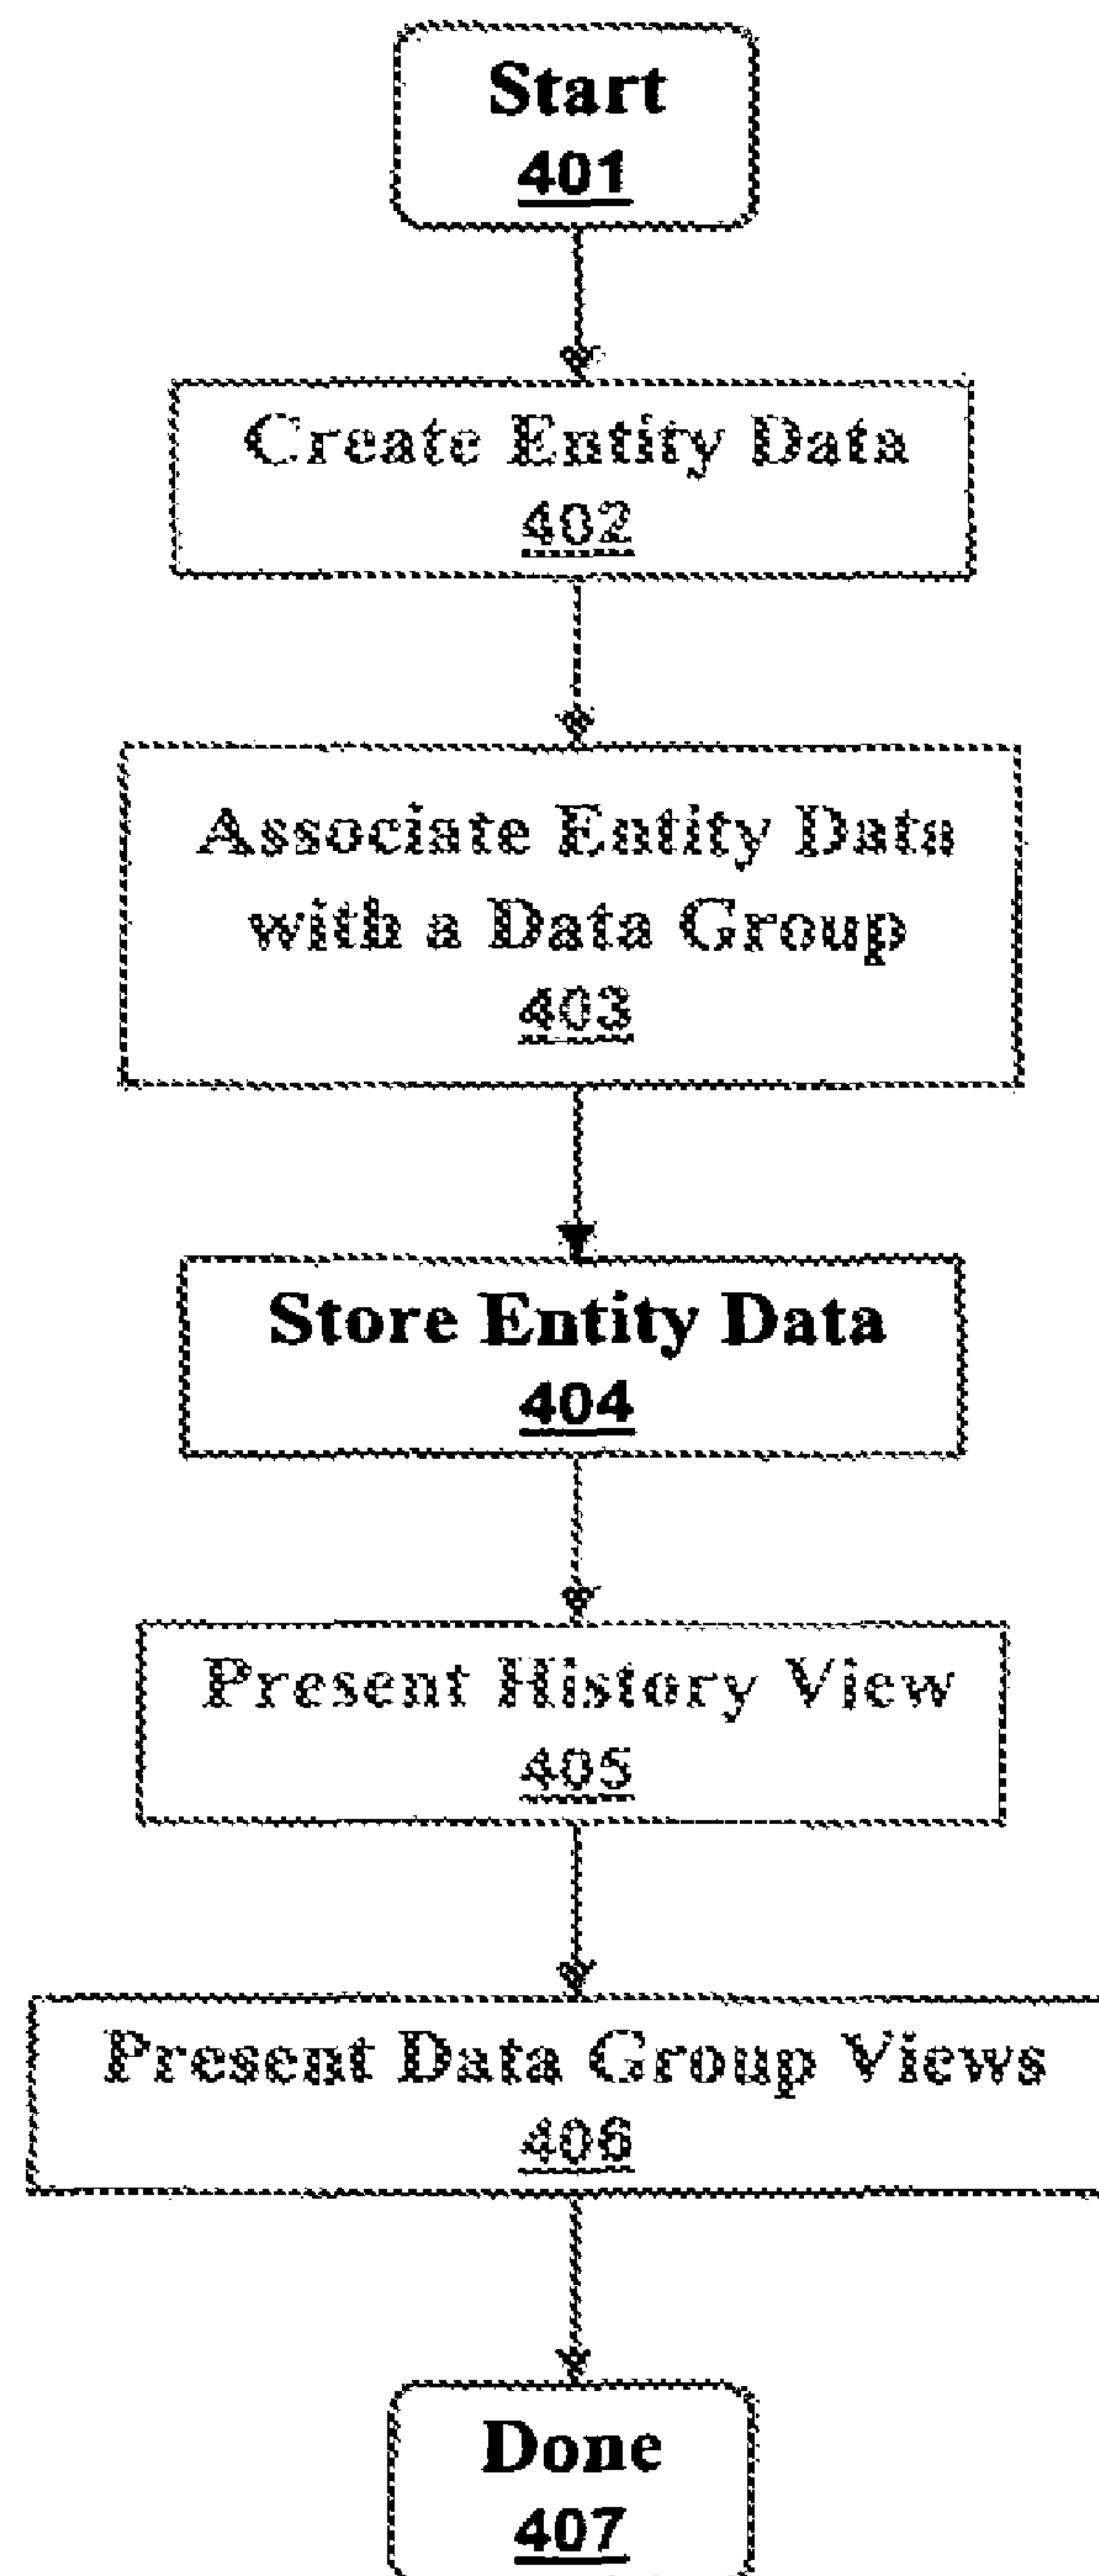 Start
401
Create Entity Data
402
Associate Entity Data
with a Data Group
403
Store Entity Data
404
Present History View
405
Present Data Group Views
406
Done
407